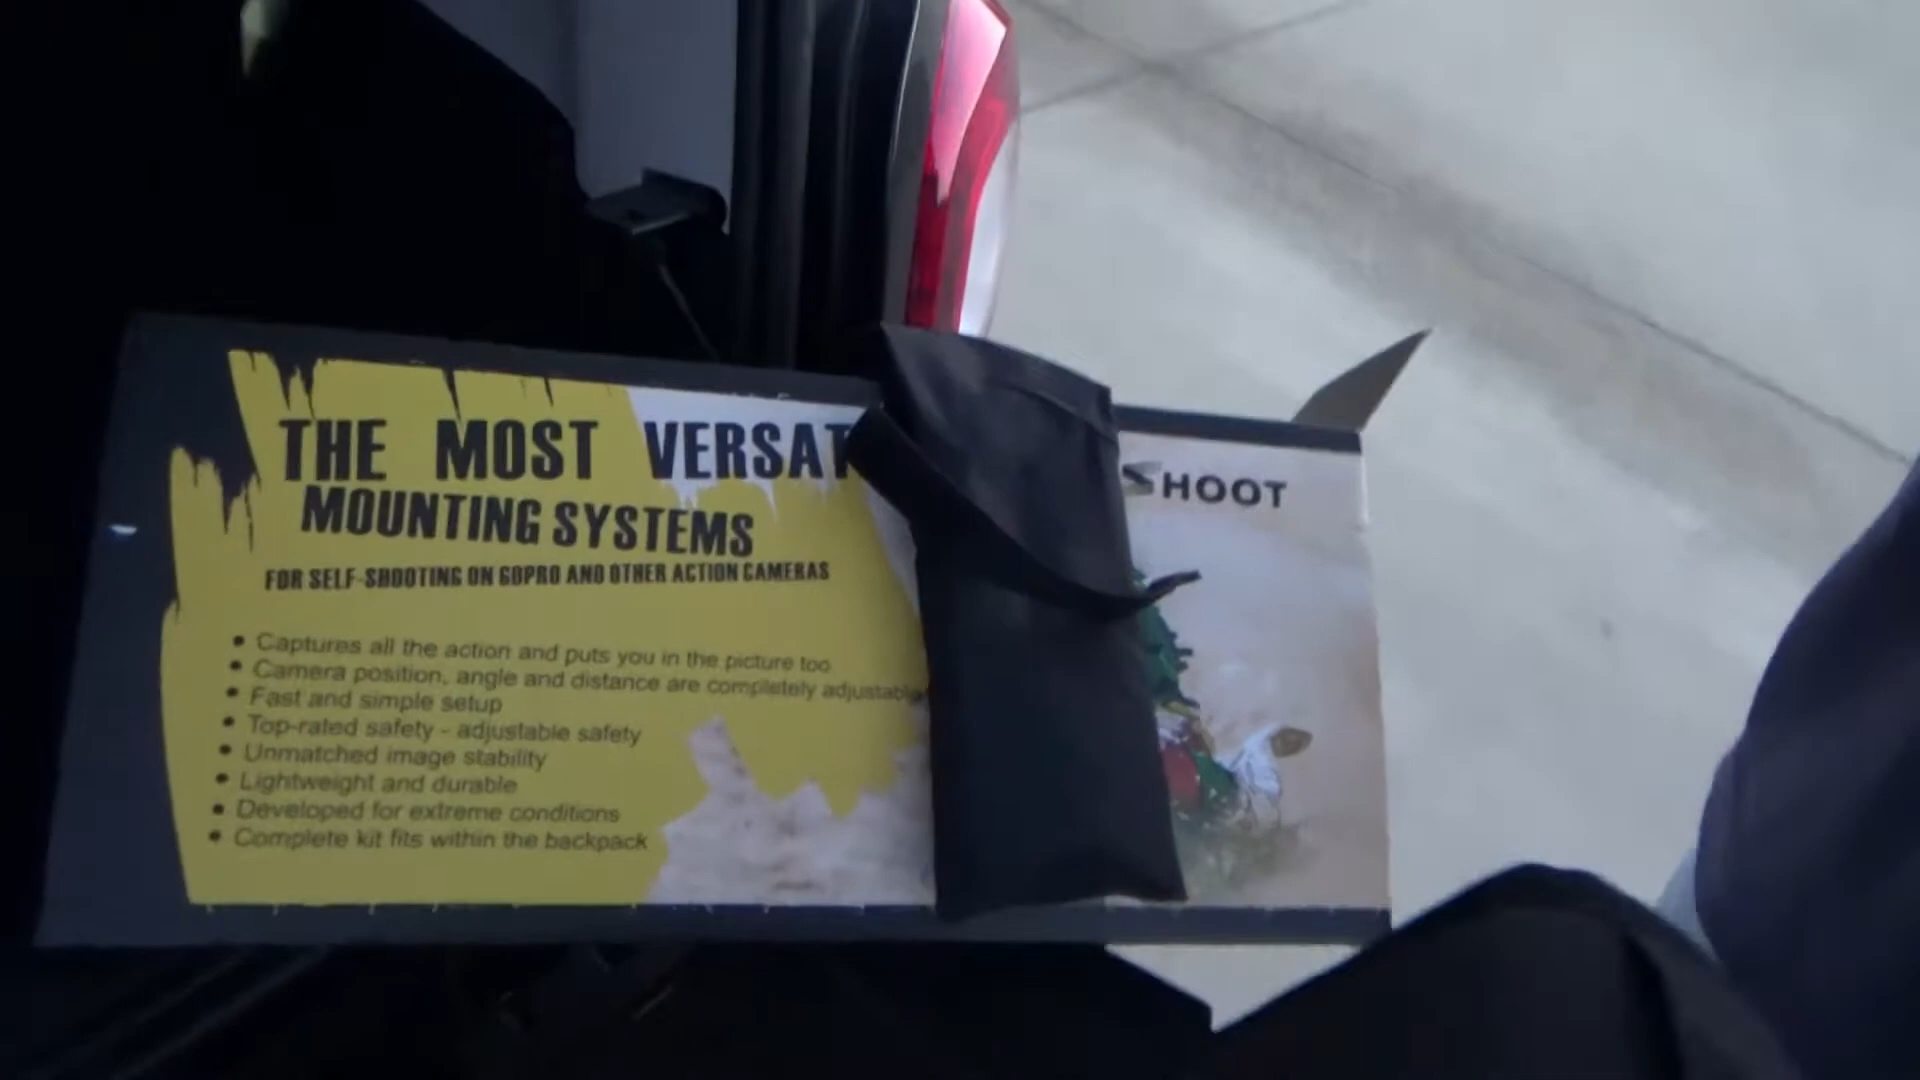 THE MOST VERSAT
MOUNTING SYSTEMS
FOR SELF-SHOOTING ON GOPRO AND OTHER ACTION CAMERAS
• Captures all the action and puts you in the picture too
• Camera position, angle and distance are completely adjustable
• Fast and simple setup
• Top-rated safety - adjustable safety
• Unmatched image stability
• Lightweight and durable
• Developed for extreme conditions
• Complete kit fits within the backpack
SHOOT